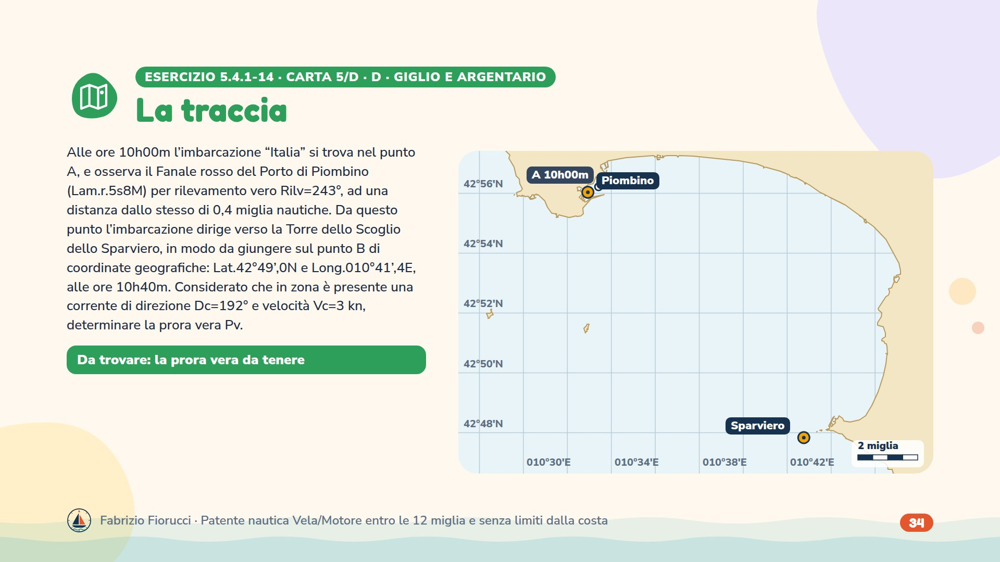 ESERCIZIO 5.4.1-14 · CARTA 5/D · D · GIGLIO E ARGENTARIO
La traccia
Alle ore 10h00m l’imbarcazione “Italia” si trova nel punto
A, e osserva il Fanale rosso del Porto di Piombino
(Lam.r.5s8M) per rilevamento vero Rilv=243°, ad una
distanza dallo stesso di 0,4 miglia nautiche. Da questo
punto l’imbarcazione dirige verso la Torre dello Scoglio
dello Sparviero, in modo da giungere sul punto B di
coordinate geografiche: Lat.42°49’,0N e Long.010°41’,4E,
alle ore 10h40m. Considerato che in zona è presente una
corrente di direzione Dc=192° e velocità Vc=3 kn,
determinare la prora vera Pv.
Da trovare: la prora vera da tenere
A 10h00m
Piombino
42°56'N
42°54'N
42°52'N
42°50'N
42°48'N
Sparviero
2 miglia
010°30'E
010°34'E
010°38'E
010°42'E
Fabrizio Fiorucci · Patente nautica Vela/Motore entro le 12 miglia e senza limiti dalla costa
34